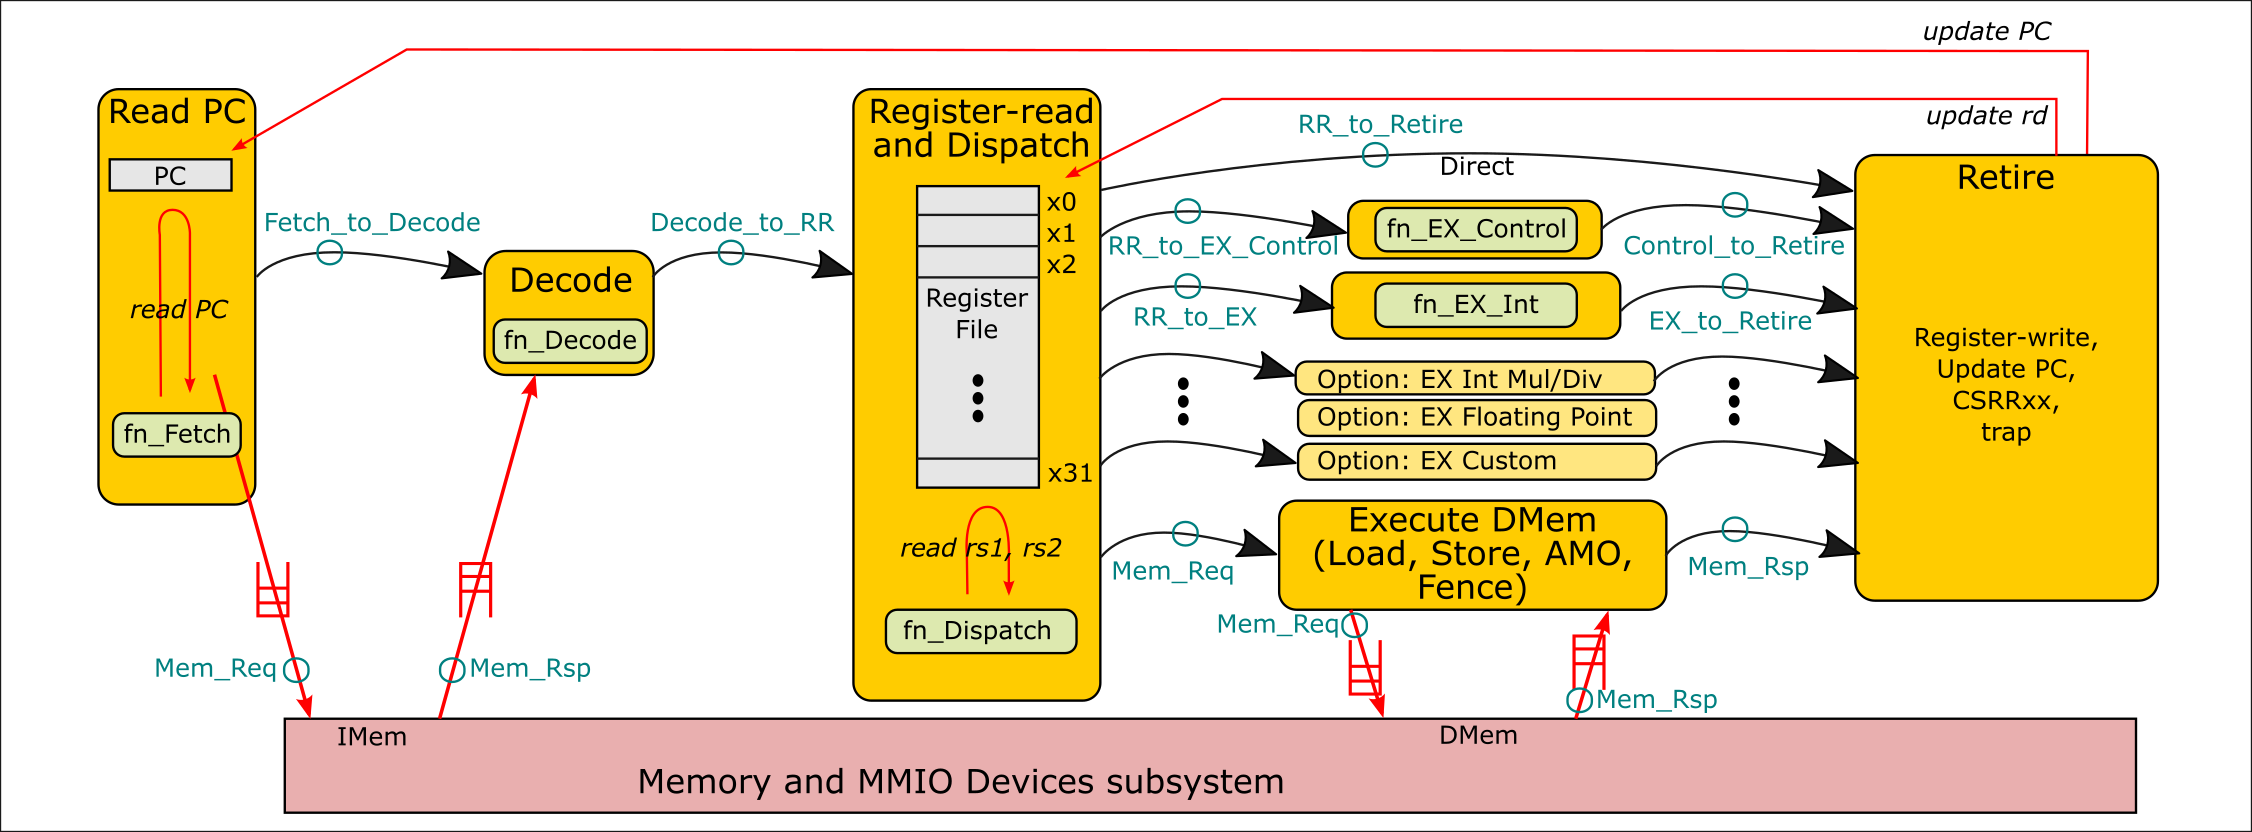 update PC
update rd
Read PC
PC
read PC
fn_Fetch
Fetch_to_Decode
Decode
fn_Decode
Decode_to_RR
Register-read
and Dispatch
x0
x1
x2
Register
File
x31
read rs1, rs2
fn_Dispatch
RR_to_Retire
Direct
RR_to_EX_Control
fn_EX_Control
Control_to_Retire
RR_to_EX
fn_EX_Int
EX_to_Retire
Option: EX Int Mul/Div
Option: EX Floating Point
Option: EX Custom
Mem_Req
Execute DMem
(Load, Store, AMO,
Fence)
Mem_Rsp
Retire
Register-write,
Update PC,
CSRRxx,
trap
Mem_Req
Mem_Rsp
Mem_Req
Mem_Rsp
IMem
DMem
Memory and MMIO Devices subsystem